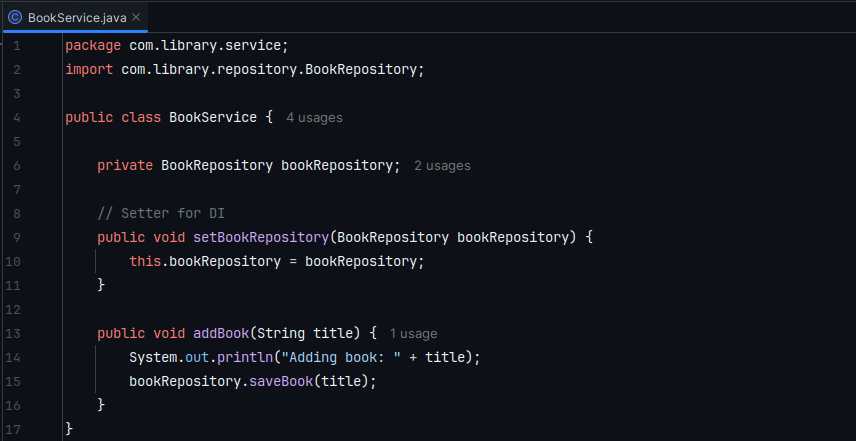 BookService.java
1 package com.library.service;
2 import com.library.repository.BookRepository;
3
4 public class BookService { 4 usages
5
6     private BookRepository bookRepository; 2 usages
7
8     // Setter for DI
9     public void setBookRepository(BookRepository bookRepository) {
10         this.bookRepository = bookRepository;
11     }
12
13     public void addBook(String title) { 1 usage
14         System.out.println("Adding book: " + title);
15         bookRepository.saveBook(title);
16     }
17 }